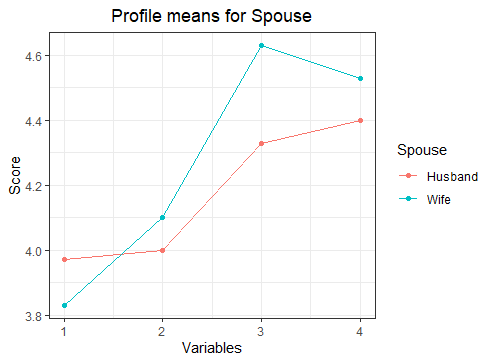 Profile means for Spouse
4.6
4.4
4.2
4.0
3.8
Score
1 2 3 4
Variables
Spouse
Husband
Wife